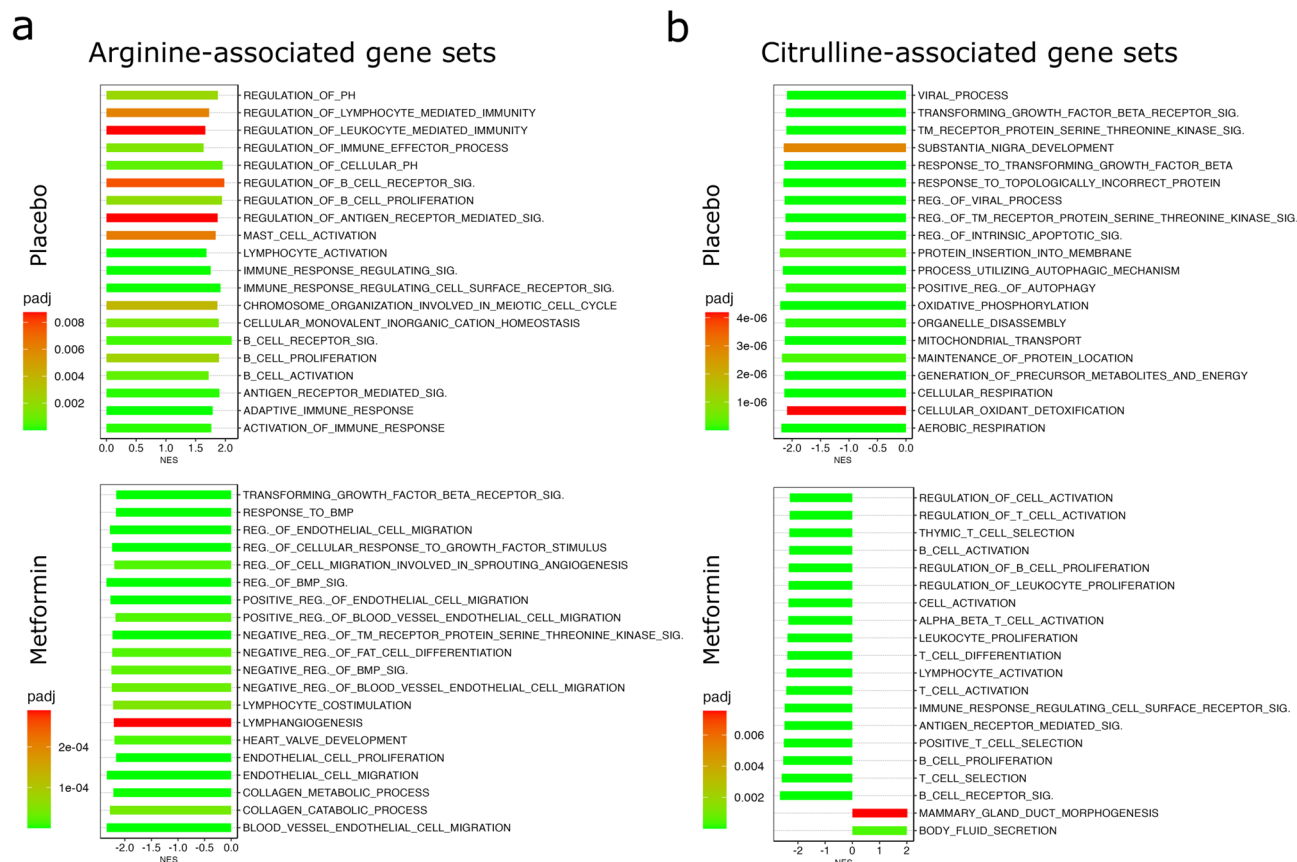 a
Arginine-associated gene sets
Placebo
REGULATION_OF_PH
REGULATION_OF_LYMPHOCYTE_MEDIATED_IMMUNITY
REGULATION_OF_LEUKOCYTE_MEDIATED_IMMUNITY
REGULATION_OF_IMMUNE_EFFECTOR_PROCESS
REGULATION_OF_CELLULAR_PH
REGULATION_OF_B_CELL_RECEPTOR_SIG.
REGULATION_OF_B_CELL_PROLIFERATION
REGULATION_OF_ANTIGEN_RECEPTOR_MEDIATED_SIG.
MAST_CELL_ACTIVATION
LYMPHOCYTE_ACTIVATION
IMMUNE_RESPONSE_REGULATING_SIG.
IMMUNE_RESPONSE_REGULATING_CELL_SURFACE_RECEPTOR_SIG.
CHROMOSOME_ORGANIZATION_INVOLVED_IN_MEIOTIC_CELL_CYCLE
CELLULAR_MONOVALENT_INORGANIC_CATION_HOMEOSTASIS
B_CELL_RECEPTOR_SIG.
B_CELL_PROLIFERATION
B_CELL_ACTIVATION
ANTIGEN_RECEPTOR_MEDIATED_SIG.
ADAPTIVE_IMMUNE_RESPONSE
ACTIVATION_OF_IMMUNE_RESPONSE
padj
0.008
0.006
0.004
0.002
0.0 0.5 1.0 1.5 2.0
NES
Metformin
TRANSFORMING_GROWTH_FACTOR_BETA_RECEPTOR_SIG.
RESPONSE_TO_BMP
REG._OF_ENDOTHELIAL_CELL_MIGRATION
REG._OF_CELLULAR_RESPONSE_TO_GROWTH_FACTOR_STIMULUS
REG._OF_CELL_MIGRATION_INVOLVED_IN_SPROUTING_ANGIOGENESIS
REG._OF_BMP_SIG.
POSITIVE_REG._OF_ENDOTHELIAL_CELL_MIGRATION
POSITIVE_REG._OF_BLOOD_VESSEL_ENDOTHELIAL_CELL_MIGRATION
NEGATIVE_REG._OF_TM_RECEPTOR_PROTEIN_SERINE_THREONINE_KINASE_SIG.
NEGATIVE_REG._OF_FAT_CELL_DIFFERENTIATION
NEGATIVE_REG._OF_BMP_SIG.
NEGATIVE_REG._OF_BLOOD_VESSEL_ENDOTHELIAL_CELL_MIGRATION
LYMPHOCYTE_COSTIMULATION
LYMPHANGIOGENESIS
HEART_VALVE_DEVELOPMENT
ENDOTHELIAL_CELL_PROLIFERATION
ENDOTHELIAL_CELL_MIGRATION
COLLAGEN_METABOLIC_PROCESS
COLLAGEN_CATABOLIC_PROCESS
BLOOD_VESSEL_ENDOTHELIAL_CELL_MIGRATION
padj
2e-04
1e-04
-2.0 -1.5 -1.0 -0.5 0.0
NES
b
Citrulline-associated gene sets
Placebo
VIRAL_PROCESS
TRANSFORMING_GROWTH_FACTOR_BETA_RECEPTOR_SIG.
TM_RECEPTOR_PROTEIN_SERINE_THREONINE_KINASE_SIG.
SUBSTANTIA_NIGRA_DEVELOPMENT
RESPONSE_TO_TRANSFORMING_GROWTH_FACTOR_BETA
RESPONSE_TO_TOPOLOGICALLY_INCORRECT_PROTEIN
REG._OF_VIRAL_PROCESS
REG._OF_TM_RECEPTOR_PROTEIN_SERINE_THREONINE_KINASE_SIG.
REG._OF_INTRINSIC_APOPTOTIC_SIG.
PROTEIN_INSERTION_INTO_MEMBRANE
PROCESS_UTILIZING_AUTOPHAGIC_MECHANISM
POSITIVE_REG._OF_AUTOPHAGY
OXIDATIVE_PHOSPHORYLATION
ORGANELLE_DISASSEMBLY
MITOCHONDRIAL_TRANSPORT
MAINTENANCE_OF_PROTEIN_LOCATION
GENERATION_OF_PRECURSOR_METABOLITES_AND_ENERGY
CELLULAR_RESPIRATION
CELLULAR_OXIDANT_DETOXIFICATION
AEROBIC_RESPIRATION
padj
4e-06
3e-06
2e-06
1e-06
-2.0 -1.5 -1.0 -0.5 0.0
NES
Metformin
REGULATION_OF_CELL_ACTIVATION
REGULATION_OF_T_CELL_ACTIVATION
THYMIC_T_CELL_SELECTION
B_CELL_ACTIVATION
REGULATION_OF_B_CELL_PROLIFERATION
REGULATION_OF_LEUKOCYTE_PROLIFERATION
CELL_ACTIVATION
ALPHA_BETA_T_CELL_ACTIVATION
LEUKOCYTE_PROLIFERATION
T_CELL_DIFFERENTIATION
LYMPHOCYTE_ACTIVATION
T_CELL_ACTIVATION
IMMUNE_RESPONSE_REGULATING_CELL_SURFACE_RECEPTOR_SIG.
ANTIGEN_RECEPTOR_MEDIATED_SIG.
POSITIVE_T_CELL_SELECTION
B_CELL_PROLIFERATION
T_CELL_SELECTION
B_CELL_RECEPTOR_SIG.
MAMMARY_GLAND_DUCT_MORPHOGENESIS
BODY_FLUID_SECRETION
padj
0.006
0.004
0.002
-2 -1 0 1 2
NES